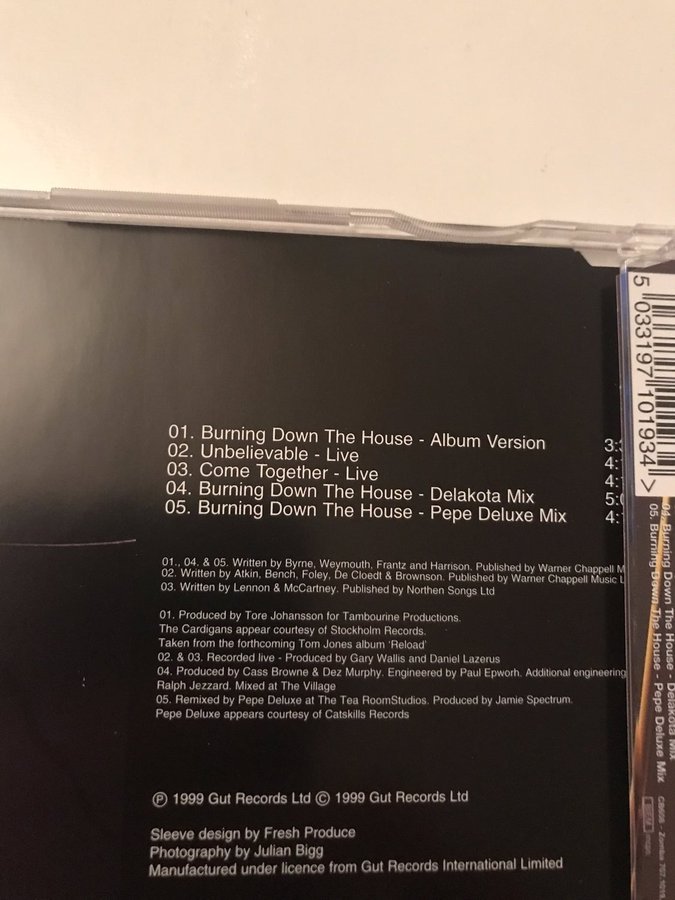 01. Burning Down The House - Album Version
02. Unbelievable - Live
03. Come Together - Live
04. Burning Down The House - Delakota Mix
05. Burning Down The House - Pepe Deluxe Mix
3:
4:
4:
5:
4:
01., 04. & 05. Written by Byrne, Weymouth, Frantz and Harrison. Published by Warner Chappell M
02. Written by Atkin, Bench, Foley, De Cloedt & Brownson. Published by Warner Chappell Music L
03. Written by Lennon & McCartney. Published by Northen Songs Ltd
01. Produced by Tore Johansson for Tambourine Productions.
The Cardigans appear courtesy of Stockholm Records.
Taken from the forthcoming Tom Jones album 'Reload'
02. & 03. Recorded live - Produced by Gary Wallis and Daniel Lazerus
04. Produced by Cass Browne & Dez Murphy. Engineered by Paul Epworh. Additional engineering
Ralph Jezzard. Mixed at The Village
05. Remixed by Pepe Deluxe at The Tea RoomStudios. Produced by Jamie Spectrum.
Pepe Deluxe appears courtesy of Catskills Records
Ⓟ 1999 Gut Records Ltd © 1999 Gut Records Ltd
Sleeve design by Fresh Produce
Photography by Julian Bigg
Manufactured under licence from Gut Records International Limited
5 033197 101934 >
04. Burning Down The House - Delakota Mix
05. Burning Down The House - Pepe Deluxe Mix